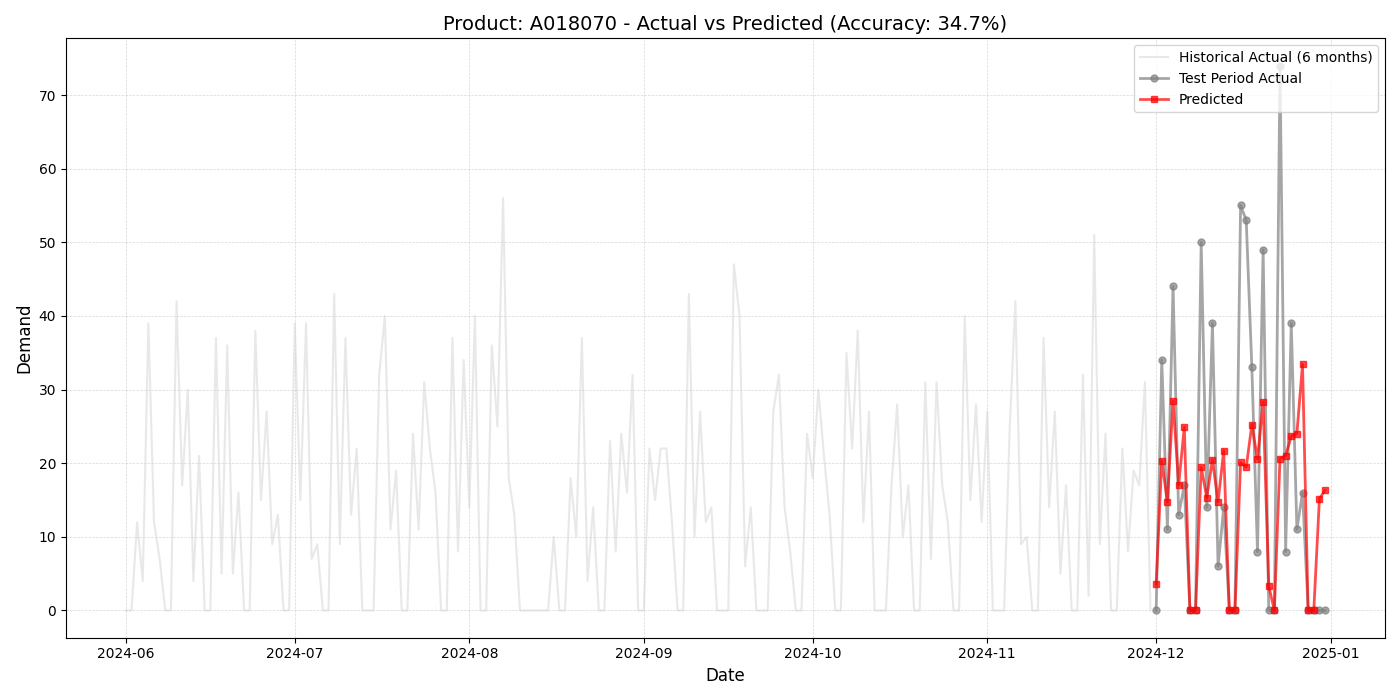 Product: A018070 - Actual vs Predicted (Accuracy: 34.7%)
Historical Actual (6 months)
Test Period Actual
Predicted
Demand
70
60
50
40
30
20
10
0
2024-06
2024-07
2024-08
2024-09
2024-10
2024-11
2024-12
2025-01
Date